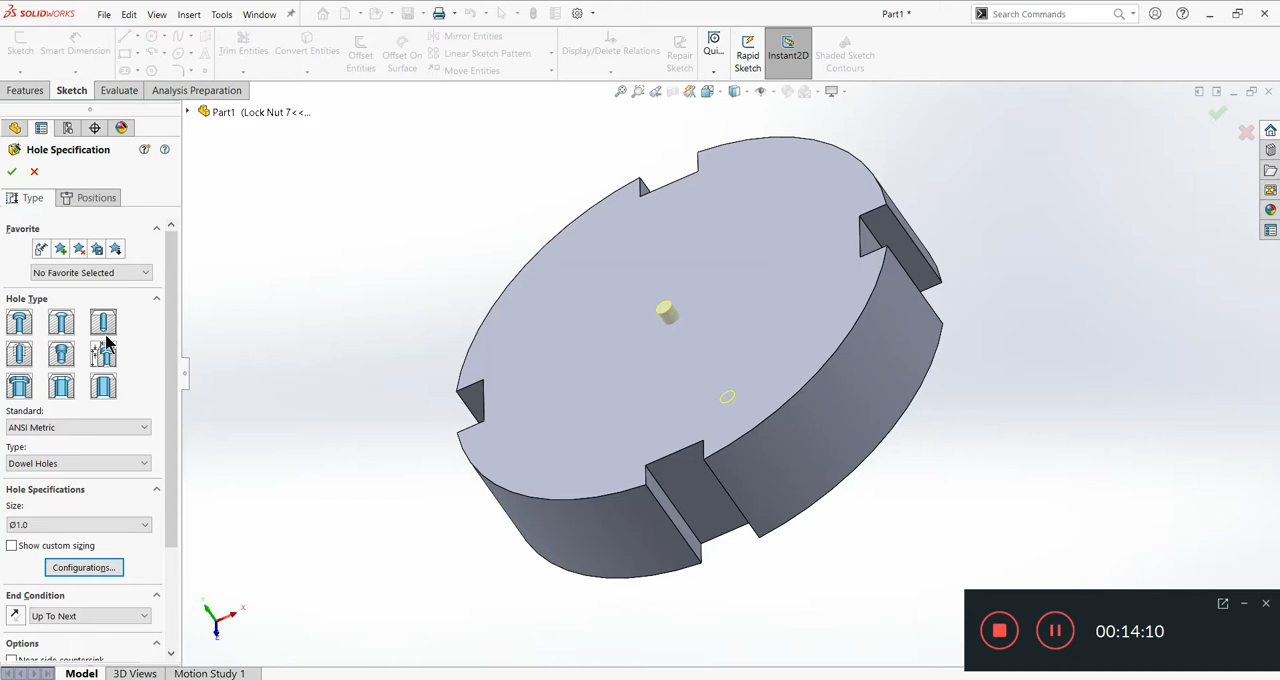 SOLIDWORKS File Edit View Insert Tools Window Part1 * Search Commands
Sketch Smart Dimension Trim Entities Convert Entities Offset Entities Offset On Surface Mirror Entities Linear Sketch Pattern Move Entities Display/Delete Relations Repair Sketch Qui... Rapid Sketch Instant2D Shaded Sketch Contours
Features Sketch Evaluate Analysis Preparation
Part1 (Lock Nut 7<<...
Hole Specification
Type Positions
Favorite
No Favorite Selected
Hole Type
Standard:
ANSI Metric
Type:
Dowel Holes
Hole Specifications
Size:
Ø1.0
Show custom sizing
Configurations...
End Condition
Up To Next
Options
Near side countersink
X
Y
Z
00:14:10
Model 3D Views Motion Study 1